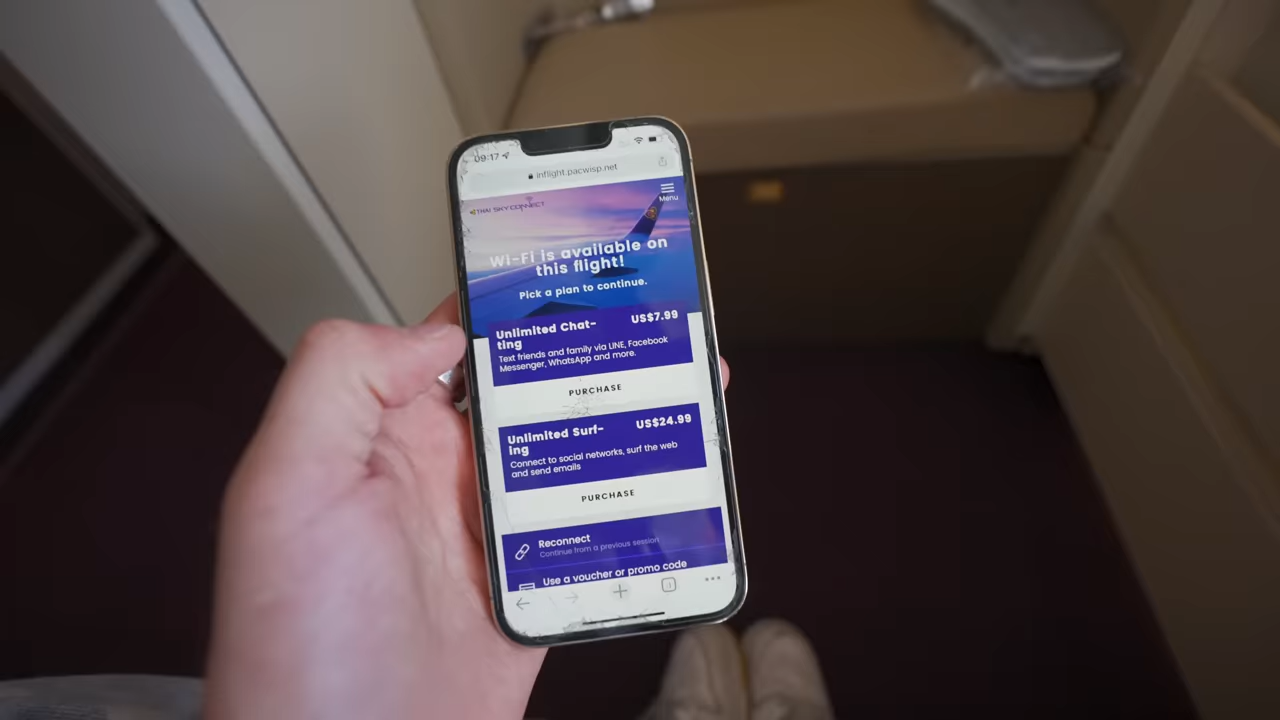 09:17
inflight.pacwisp.net
THAI SKY CONNECT
Menu
Wi-Fi is available on
this flight!
Pick a plan to continue.
Unlimited Chat-
ting
US$7.99
Text friends and family via LINE, Facebook
Messenger, WhatsApp and more.
PURCHASE
Unlimited Surf-
ing
US$24.99
Connect to social networks, surf the web
and send emails
PURCHASE
Reconnect
Continue from a previous session
Use a voucher or promo code